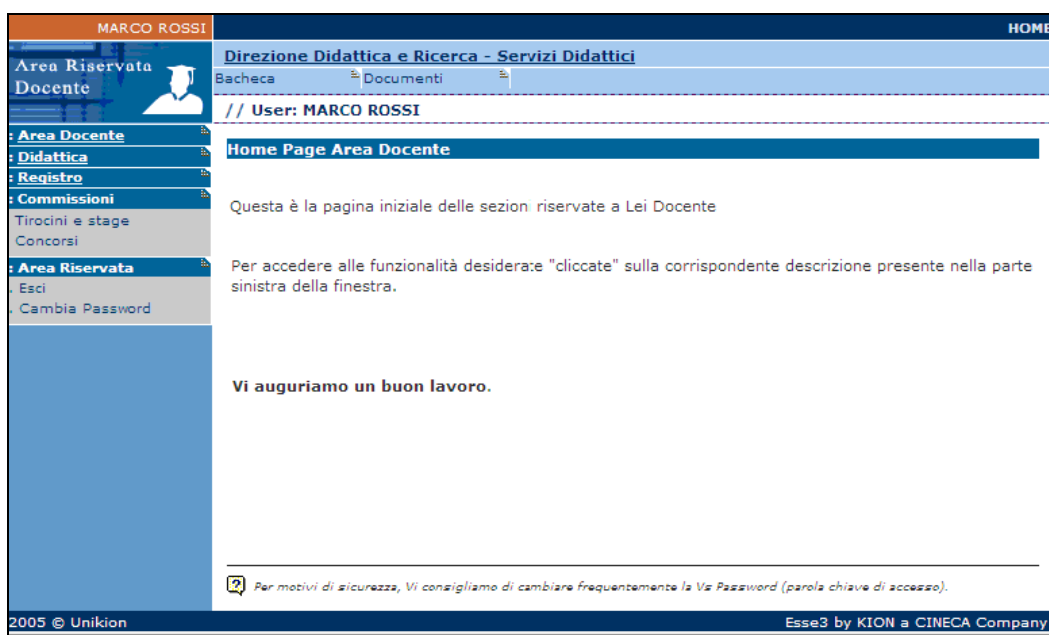 MARCO ROSSI
HOME
Area Riservata
Docente
Direzione Didattica e Ricerca - Servizi Didattici
Bacheca Documenti
// User: MARCO ROSSI
: Area Docente
: Didattica
: Registro
: Commissioni
Tirocini e stage
Concorsi
: Area Riservata
. Esci
. Cambia Password
Home Page Area Docente
Questa è la pagina iniziale delle sezioni riservate a Lei Docente
Per accedere alle funzionalità desiderate "cliccate" sulla corrispondente descrizione presente nella parte
sinistra della finestra.
Vi auguriamo un buon lavoro.
Per motivi di sicurezza, Vi consigliamo di cambiare frequentemente la Vs Password (parola chiave di accesso).
2005 © Unikion
Esse3 by KION a CINECA Company